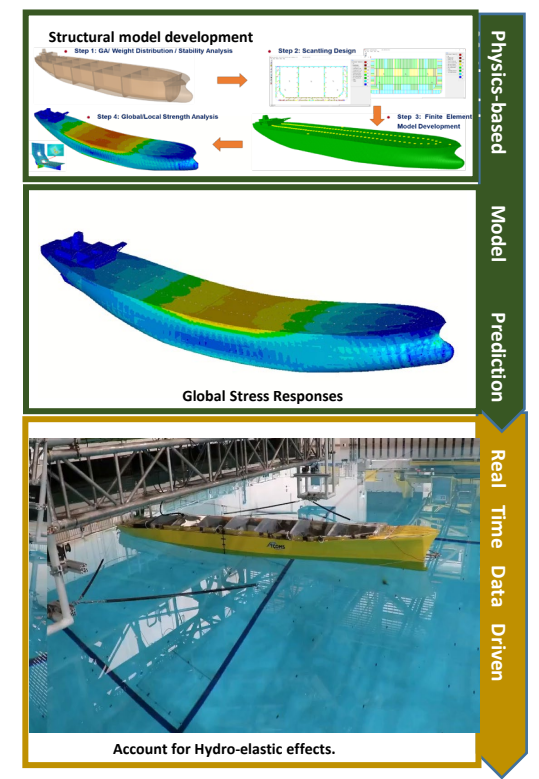 Structural model development
• Step 1: GA/ Weight Distribution / Stability Analysis
• Step 2: Scantling Design
• Step 4: Global/Local Strength Analysis
• Step 3: Finite Element
Model Development
Global Stress Responses
Account for Hydro-elastic effects.
Physics-based Model Prediction
Real Time Data Driven